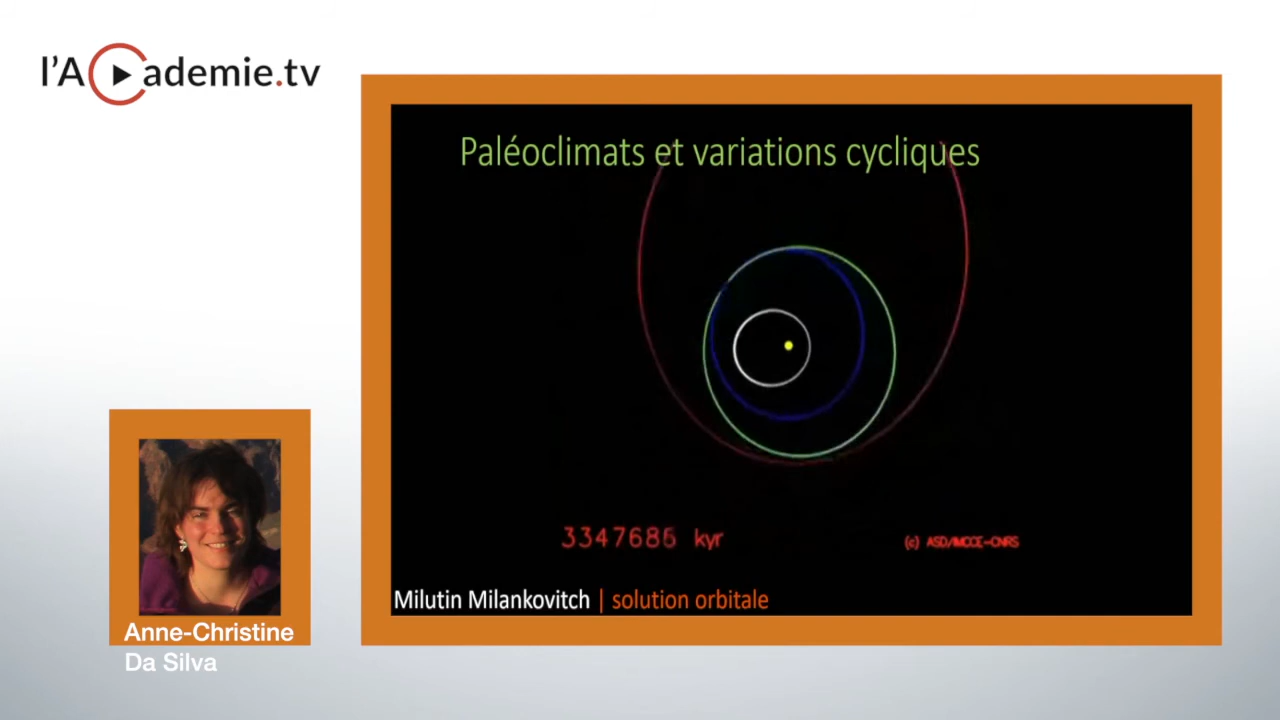 l'Academie.tv
Paléoclimats et variations cycliques
3347686 kyr
(c) ASD/IMCCE-CNRS
Milutin Milankovitch | solution orbitale
Anne-Christine
Da Silva